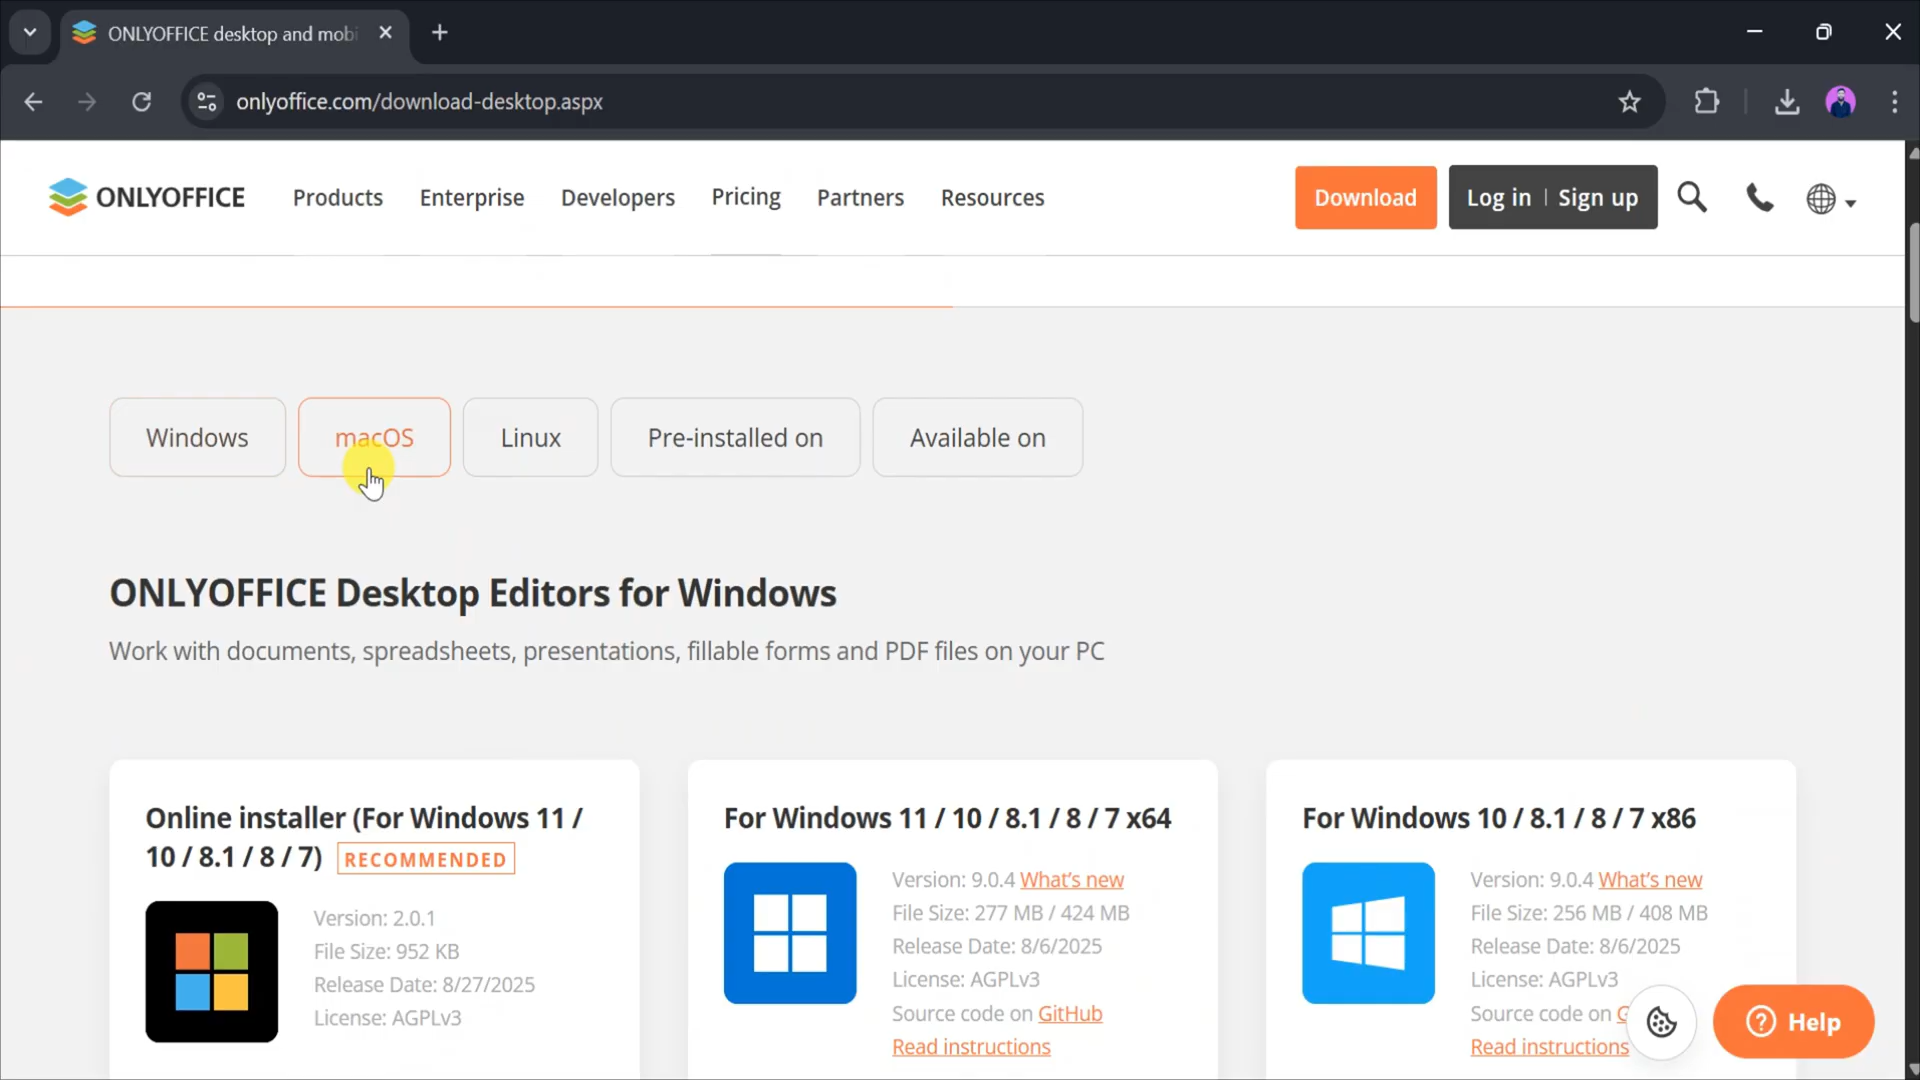 ONLYOFFICE desktop and mobi
onlyoffice.com/download-desktop.aspx
ONLYOFFICE Products Enterprise Developers Pricing Partners Resources Download Log in | Sign up
Windows macOS Linux Pre-installed on Available on
ONLYOFFICE Desktop Editors for Windows
Work with documents, spreadsheets, presentations, fillable forms and PDF files on your PC
Online installer (For Windows 11 /
10 / 8.1 / 8 / 7) RECOMMENDED
Version: 2.0.1
File Size: 952 KB
Release Date: 8/27/2025
License: AGPLv3
For Windows 11 / 10 / 8.1 / 8 / 7 x64
Version: 9.0.4 What's new
File Size: 277 MB / 424 MB
Release Date: 8/6/2025
License: AGPLv3
Source code on GitHub
Read instructions
For Windows 10 / 8.1 / 8 / 7 x86
Version: 9.0.4 What's new
File Size: 256 MB / 408 MB
Release Date: 8/6/2025
License: AGPLv3
Source code on
Read instructions
Help